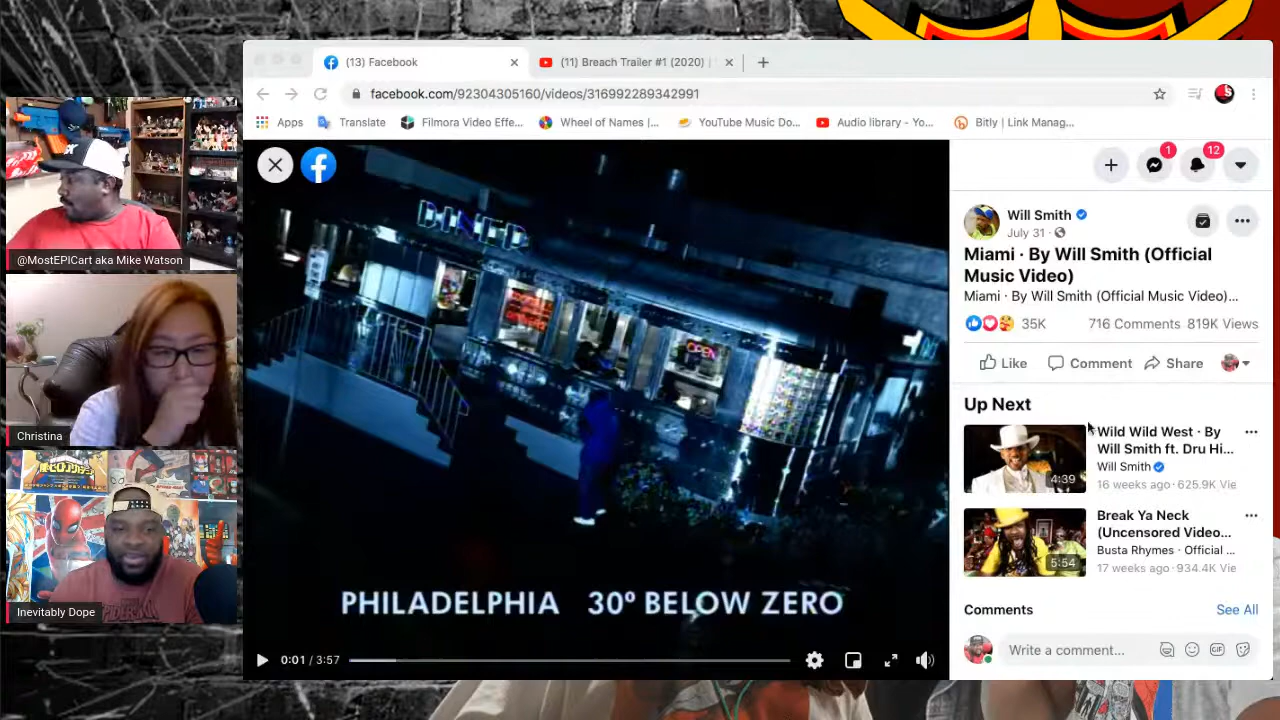 (13) Facebook
(11) Breach Trailer #1 (2020) |
facebook.com/92304305160/videos/316992289342991
Apps
Translate
Filmora Video Effe...
Wheel of Names |...
YouTube Music Do...
Audio library - Yo...
Bitly | Link Manag...
@MostEPICart aka Mike Watson
Christina
Inevitably Dope
DINER
OPEN
PHILADELPHIA 30º BELOW ZERO
0:01 / 3:57
1
12
Will Smith
July 31 ·
Miami · By Will Smith (Official
Music Video)
Miami · By Will Smith (Official Music Video)...
35K
716 Comments 819K Views
Like
Comment
Share
Up Next
Wild Wild West · By
Will Smith ft. Dru Hi...
Will Smith
16 weeks ago · 625.9K Vie
4:39
Break Ya Neck
(Uncensored Video...
Busta Rhymes · Official ...
17 weeks ago · 934.4K Vie
5:54
Comments
See All
Write a comment...
GIF